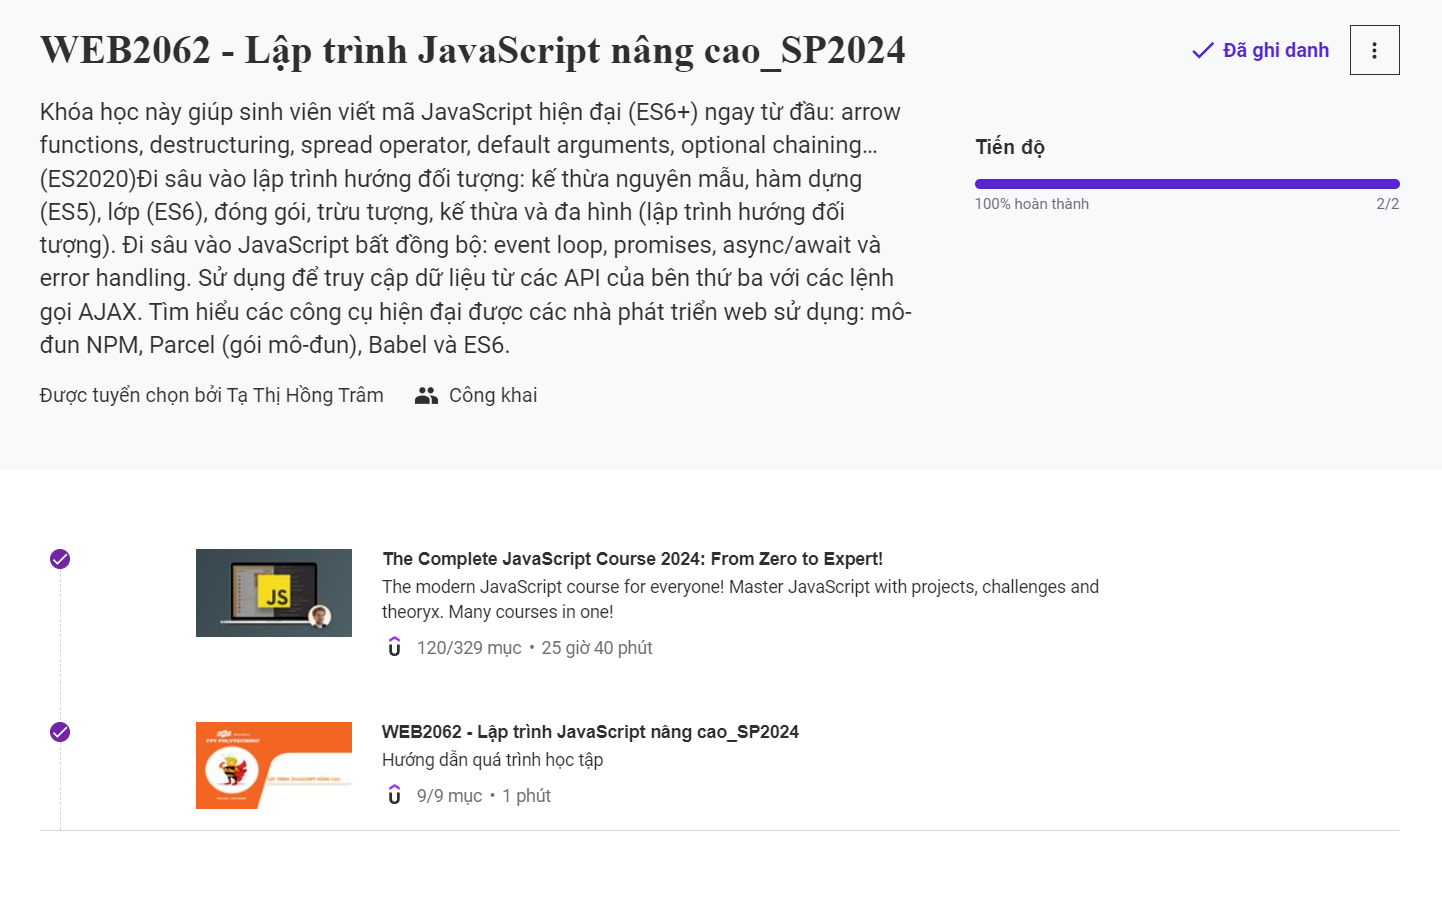 WEB2062 - Lập trình JavaScript nâng cao_SP2024
Đã ghi danh
Khóa học này giúp sinh viên viết mã JavaScript hiện đại (ES6+) ngay từ đầu: arrow
functions, destructuring, spread operator, default arguments, optional chaining...
(ES2020)Đi sâu vào lập trình hướng đối tượng: kế thừa nguyên mẫu, hàm dựng
(ES5), lớp (ES6), đóng gói, trừu tượng, kế thừa và đa hình (lập trình hướng đối
tượng). Đi sâu vào JavaScript bất đồng bộ: event loop, promises, async/await và
error handling. Sử dụng để truy cập dữ liệu từ các API của bên thứ ba với các lệnh
gọi AJAX. Tìm hiểu các công cụ hiện đại được các nhà phát triển web sử dụng: mô-
đun NPM, Parcel (gói mô-đun), Babel và ES6.
Được tuyển chọn bởi Tạ Thị Hồng Trâm
Công khai
Tiến độ
100% hoàn thành
2/2
JS
The Complete JavaScript Course 2024: From Zero to Expert!
The modern JavaScript course for everyone! Master JavaScript with projects, challenges and
theoryx. Many courses in one!
120/329 mục • 25 giờ 40 phút
FPT POLYTECHNIC
LẬP TRÌNH JAVASCRIPT NÂNG CAO
WEB2062 - Lập trình JavaScript nâng cao_SP2024
Hướng dẫn quá trình học tập
9/9 mục • 1 phút